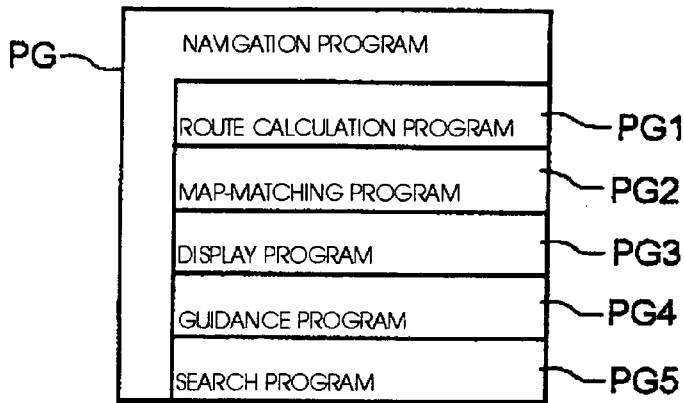 PG
NAVIGATION PROGRAM
ROUTE CALCULATION PROGRAM
PG1
MAP-MATCHING PROGRAM
PG2
DISPLAY PROGRAM
PG3
GUIDANCE PROGRAM
PG4
SEARCH PROGRAM
PG5